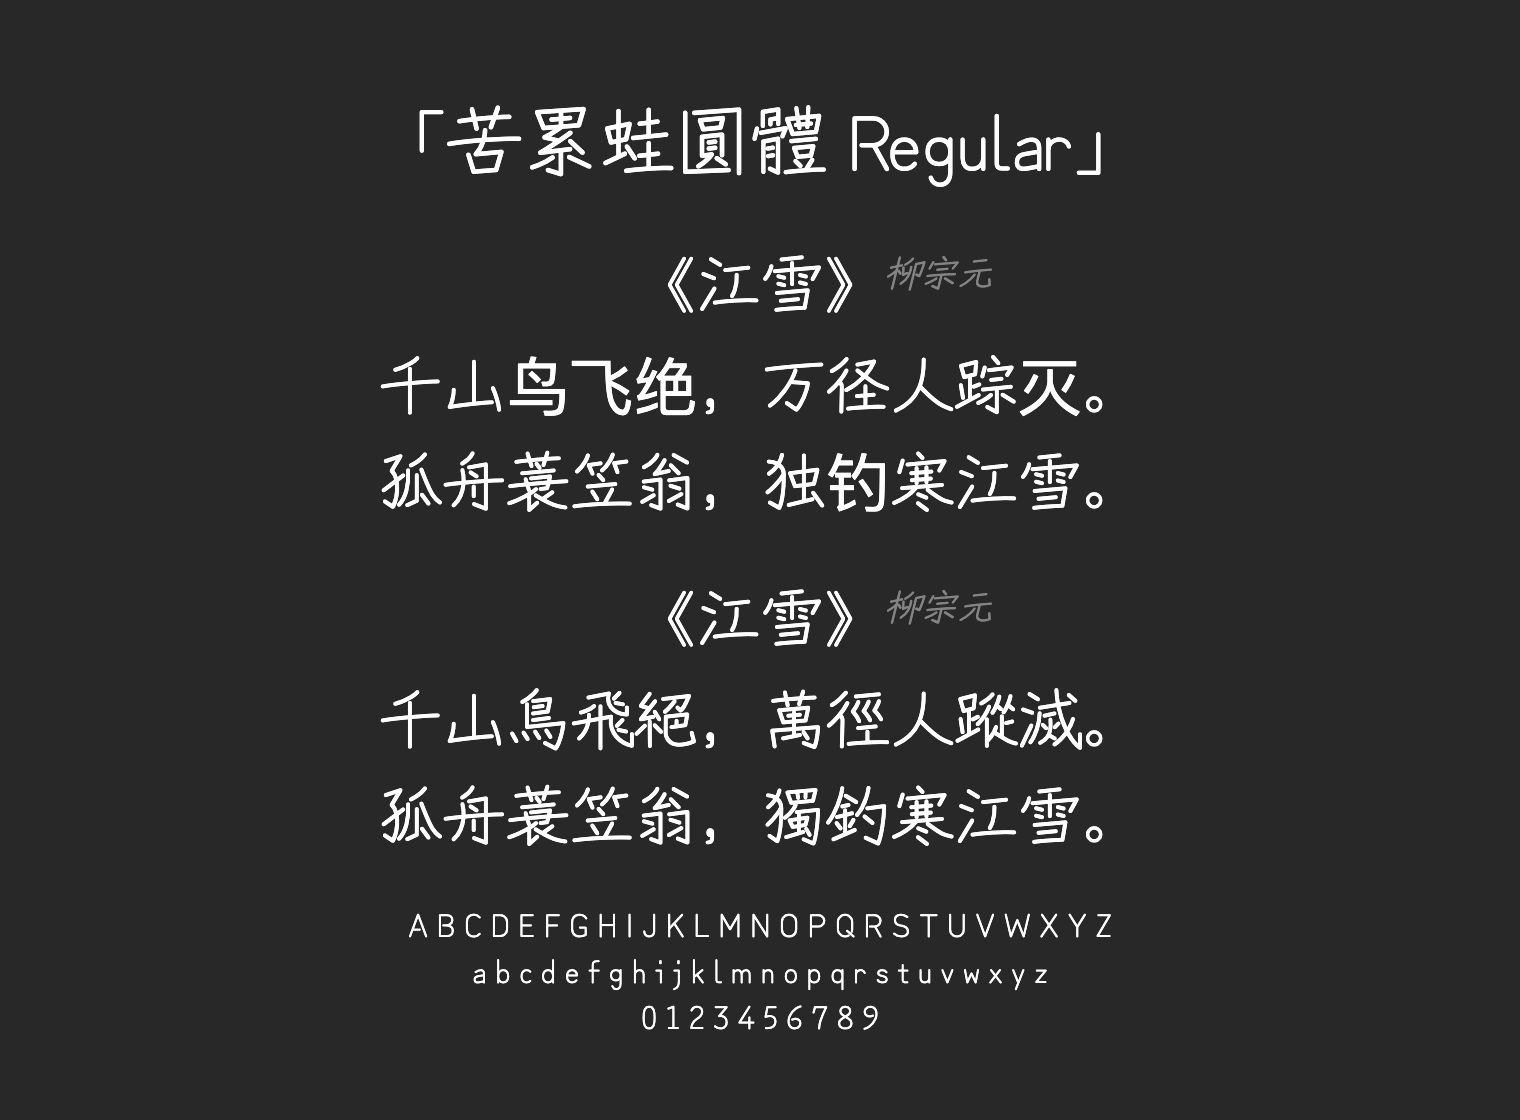 「苦累蛙圓體 Regular」
《江雪》 柳宗元
千山鸟飞绝，万径人踪灭。
孤舟蓑笠翁，独钓寒江雪。
《江雪》 柳宗元
千山鳥飛絕，萬徑人蹤滅。
孤舟蓑笠翁，獨釣寒江雪。
ABCDEFGHIJKLMNOPQRSTUVWXYZ
abcdefghijklmnopqrstuvwxyz
0123456789